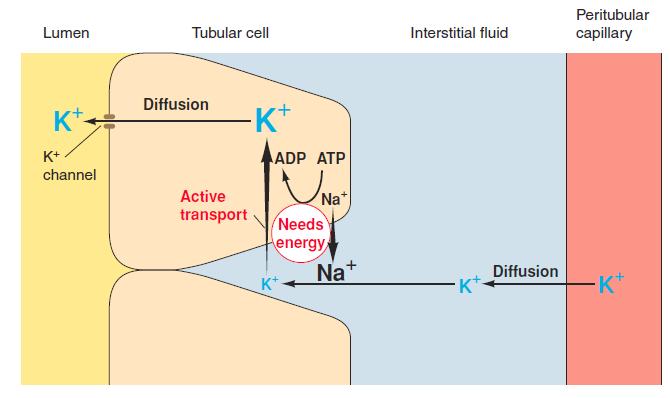 Lumen
Tubular cell
Interstitial fluid
Peritubular
capillary
Diffusion
K+
K+
K+
channel
ADP ATP
Active
transport
Na+
Needs
energy
Na+
K+
K+
Diffusion
K+